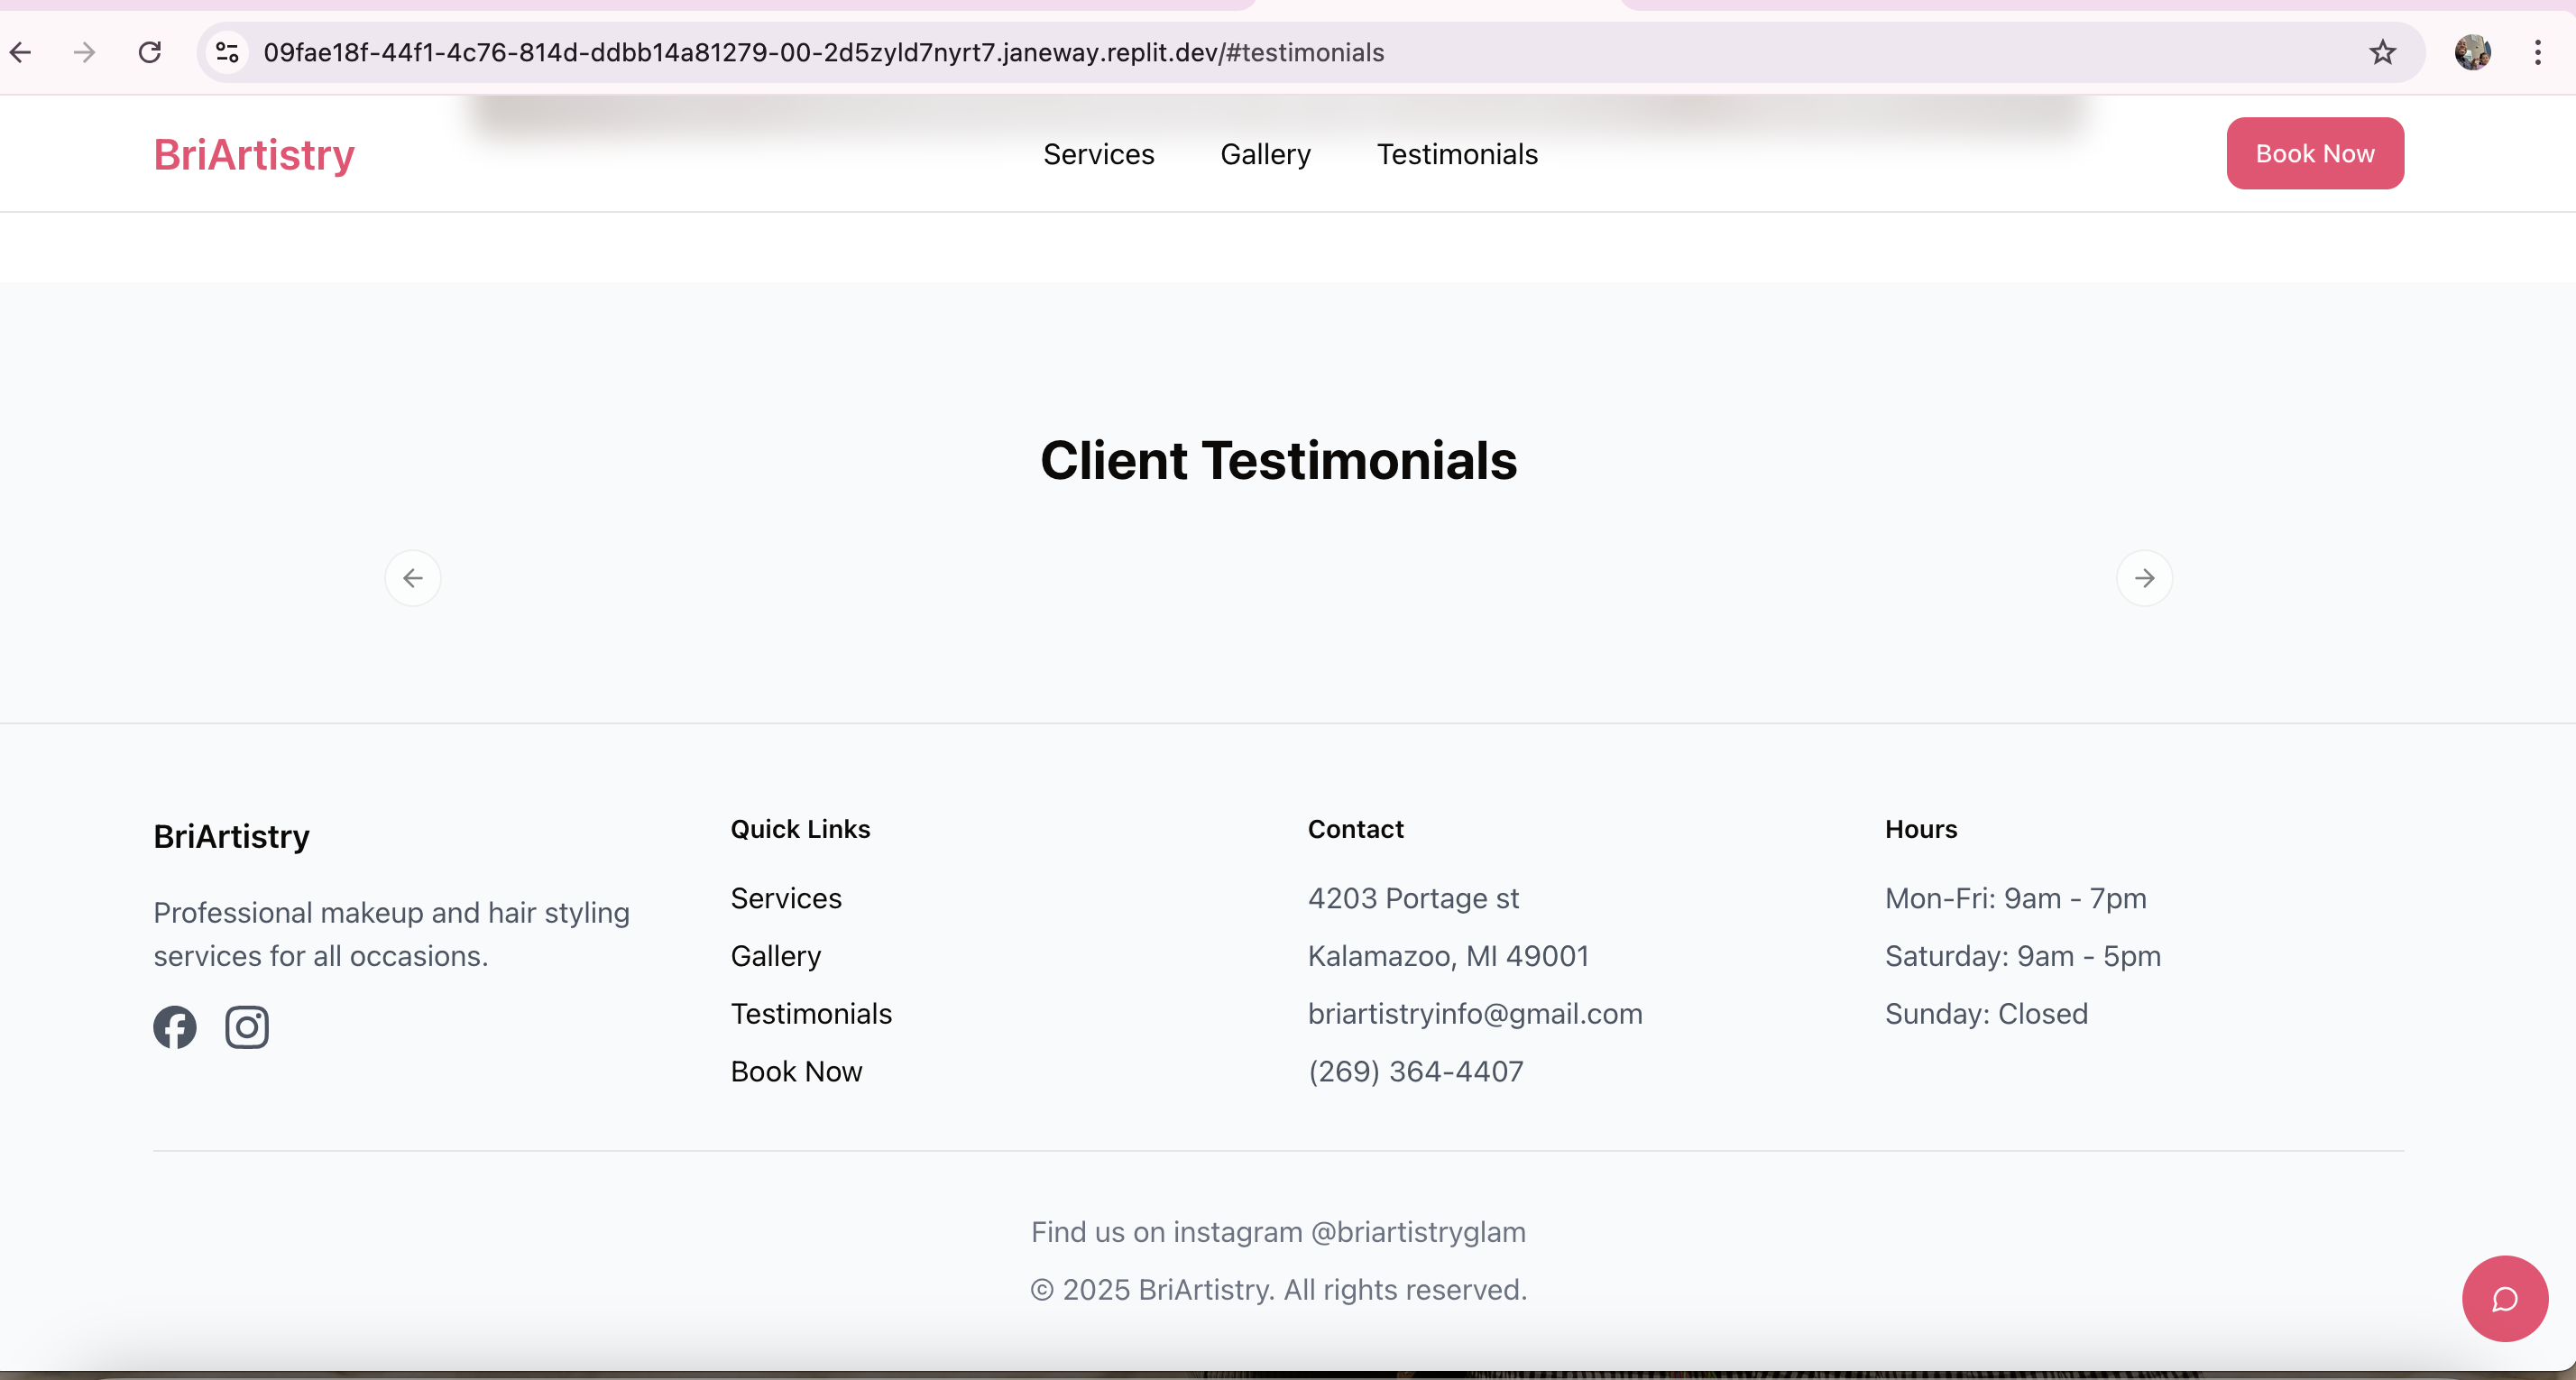 09fae18f-44f1-4c76-814d-ddbb14a81279-00-2d5zyld7nyrt7.janeway.replit.dev/#testimonials
BriArtistry
Services
Gallery
Testimonials
Book Now
Client Testimonials
BriArtistry
Professional makeup and hair styling
services for all occasions.
Quick Links
Services
Gallery
Testimonials
Book Now
Contact
4203 Portage st
Kalamazoo, MI 49001
briartistryinfo@gmail.com
(269) 364-4407
Hours
Mon-Fri: 9am - 7pm
Saturday: 9am - 5pm
Sunday: Closed
Find us on instagram @briartistryglam
© 2025 BriArtistry. All rights reserved.